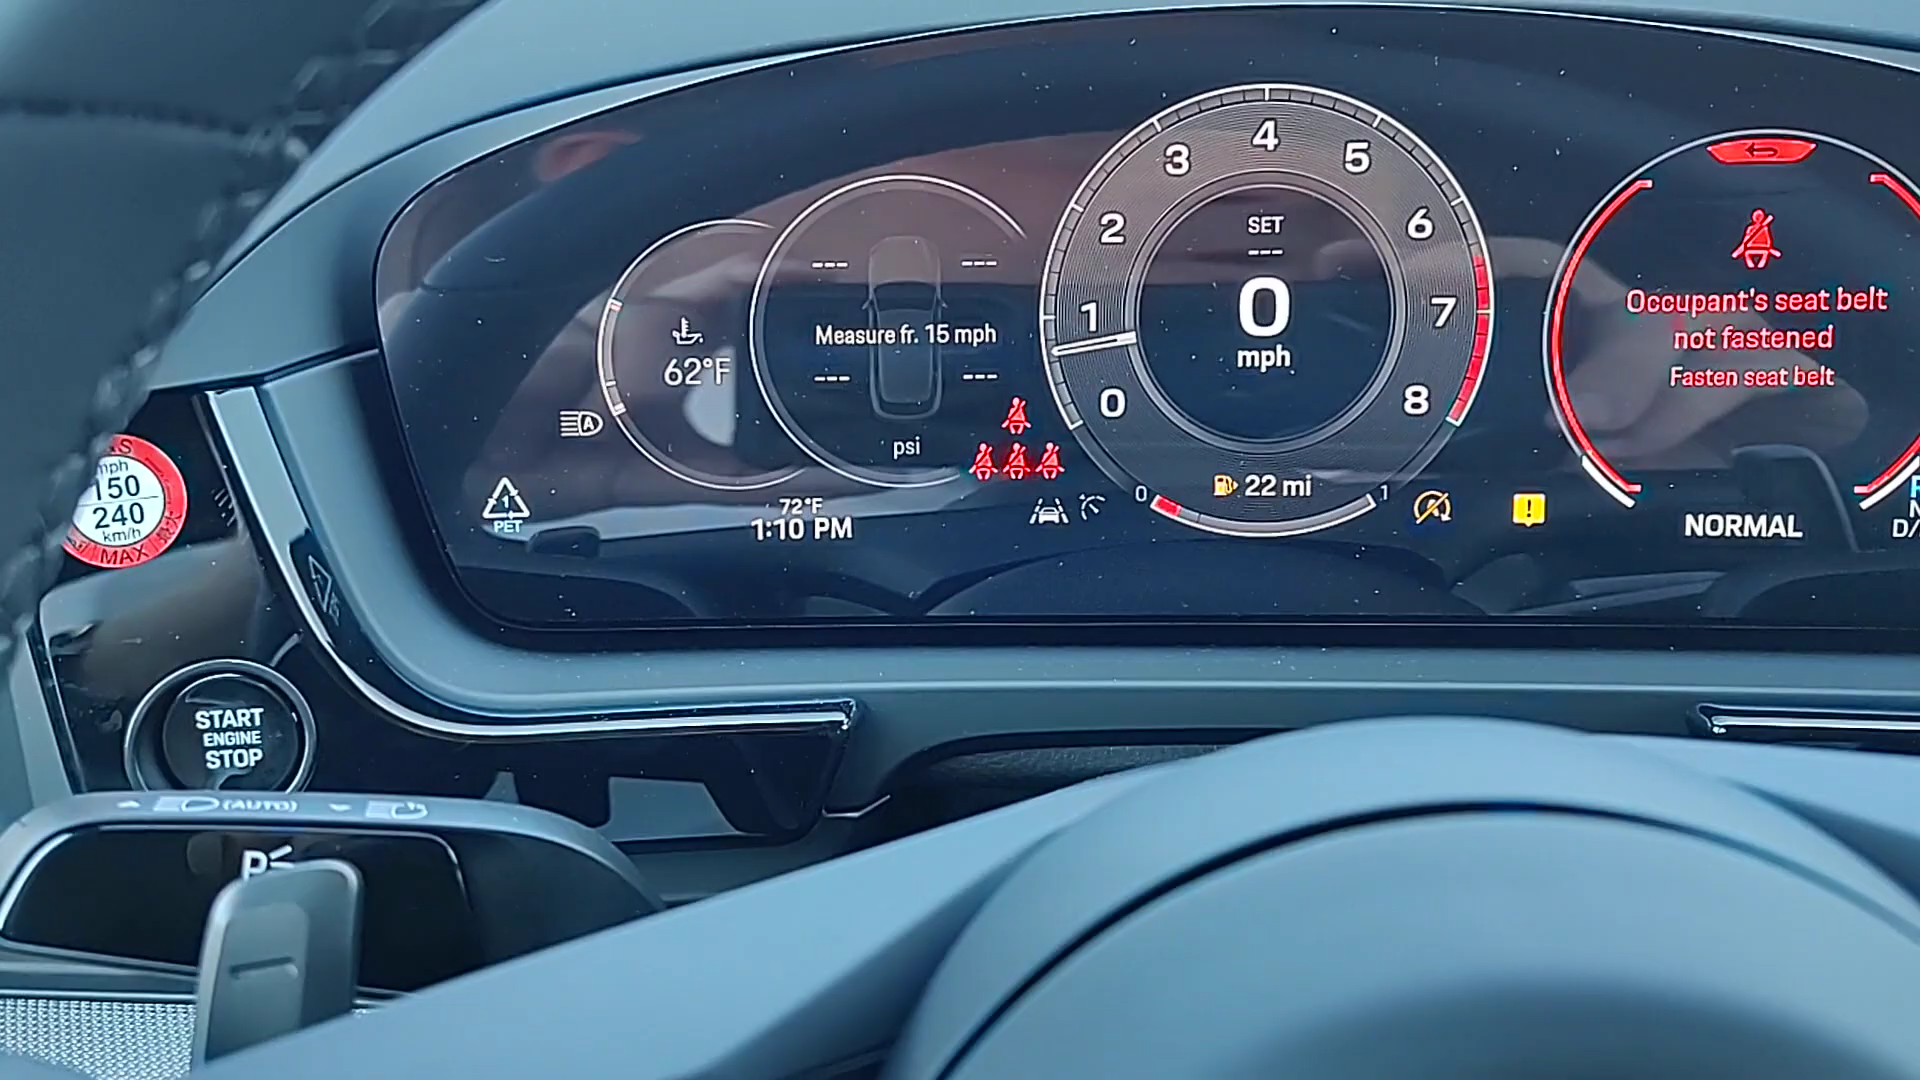 62°F
--- ---
Measure fr. 15 mph
--- ---
psi
0
1
2
3
4
5
6
7
8
SET
---
0
mph
22 mi
0 1
Occupant's seat belt
not fastened
Fasten seat belt
NORMAL
A
1
PET
72°F
1:10 PM
A
!
mph
150
240
km/h
MAX
START
ENGINE
STOP
(AUTO)
P